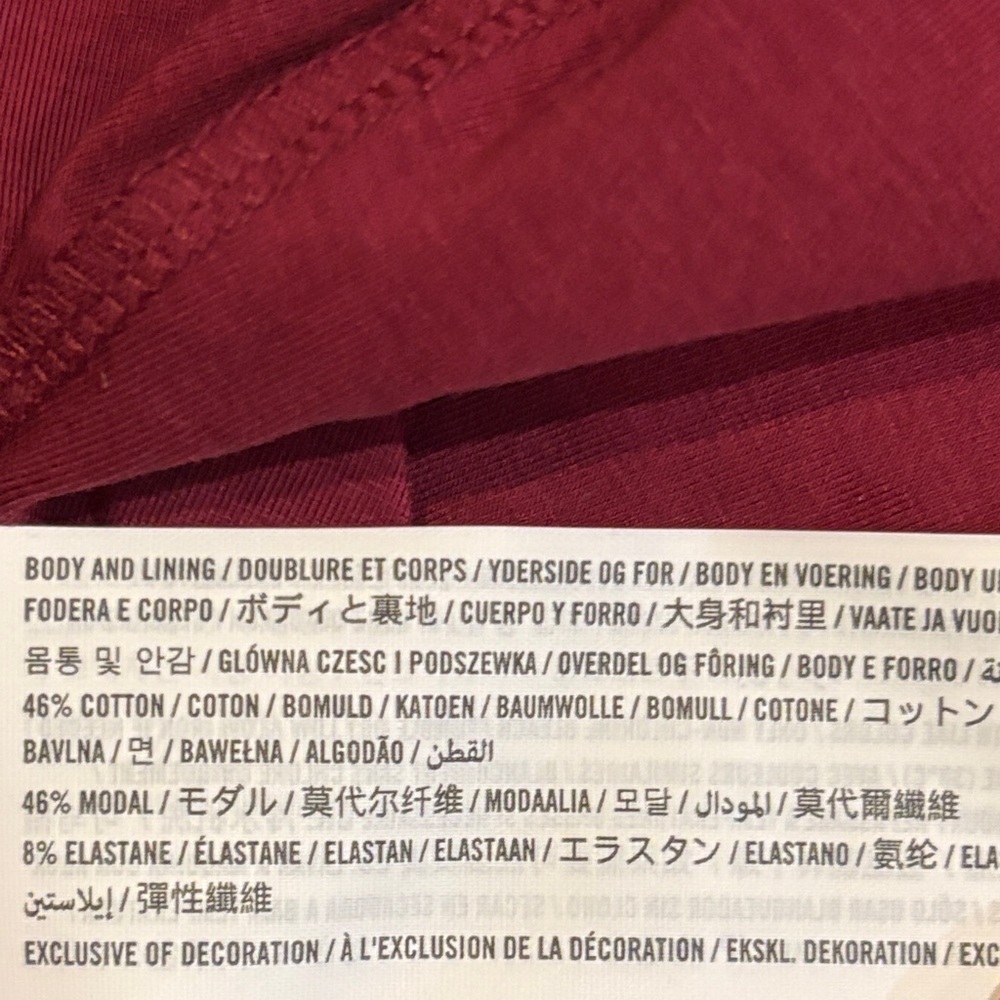 BODY AND LINING / DOUBLURE ET CORPS / YDERSIDE OG FOR / BODY EN VOERING / BODY
FODERA E CORPO / ボディと裏地 / CUERPO Y FORRO / 大身和衬里 / VAATE JA
몸통 및 안감 / GLÓWNA CZESC I PODSZEWKA / OVERDEL OG FÔRING / BODY E FORRO /
46% COTTON / COTON / BOMULD / KATOEN / BAUMWOLLE / BOMULL / COTONE / コットン
BAVLNA / 면 / BAWEŁNA / ALGODÃO / القطن
46% MODAL / モダル / 莫代尔纤维 / MODAALIA / 모달 / المودال / 莫代爾纖維
8% ELASTANE / ÉLASTANE / ELASTAN / ELASTAAN / エラスタン / ELASTANO / 氨纶 /
إيلاستين / 彈性纖維
EXCLUSIVE OF DECORATION / À L'EXCLUSION DE LA DÉCORATION / EKSKL. DEKORATION /